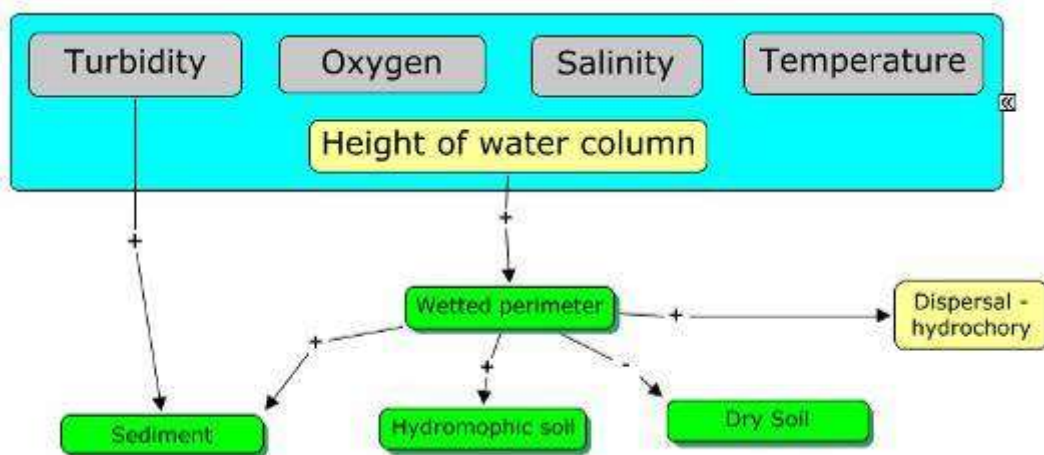 Turbidity
Oxygen
Salinity
Temperature
«
Height of water column
+
+
Wetted perimeter
+
Dispersal -
hydrochory
+
+
-
Sediment
Hydromophic soil
Dry Soil